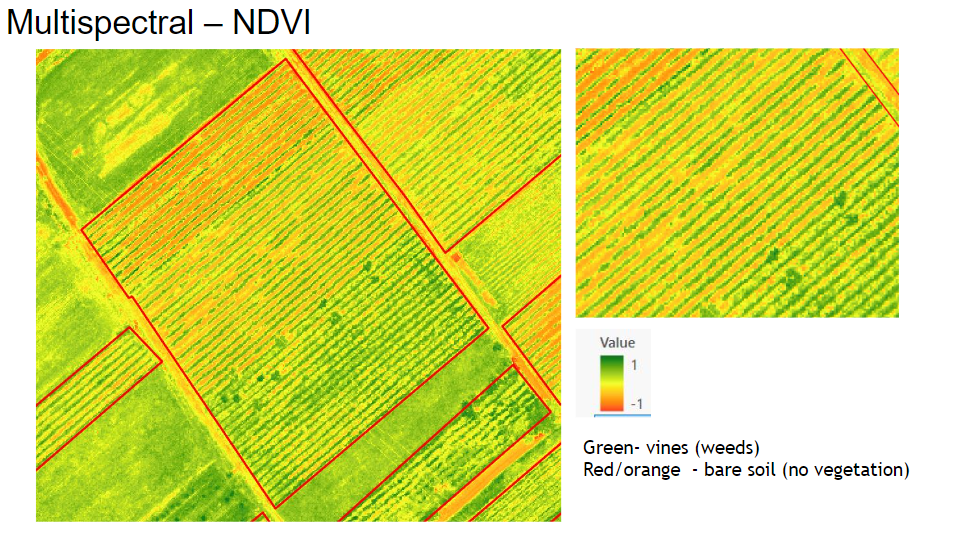 Multispectral – NDVI
Value
1
-1
Green- vines (weeds)
Red/orange  - bare soil (no vegetation)